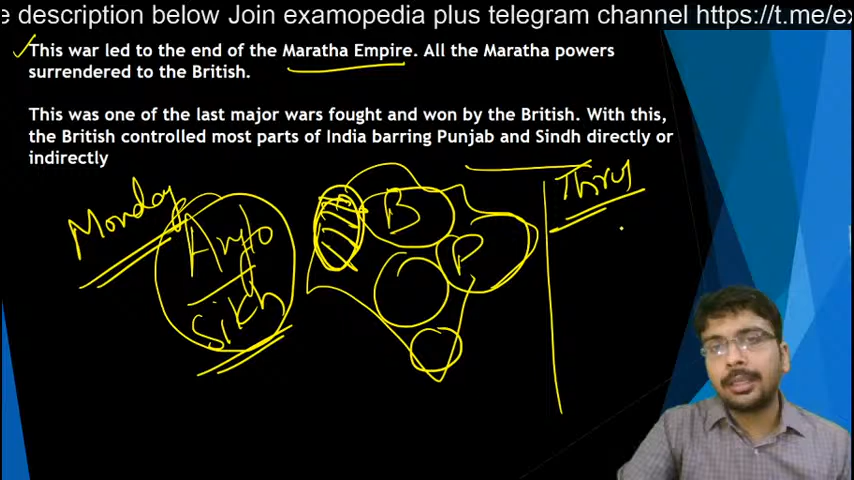 e description below Join examopedia plus telegram channel https://t.me/ex
This war led to the end of the Maratha Empire. All the Maratha powers
surrendered to the British.
This was one of the last major wars fought and won by the British. With this,
the British controlled most parts of India barring Punjab and Sindh directly or
indirectly
Monday
Anglo
Sikh
B
P
Thurs